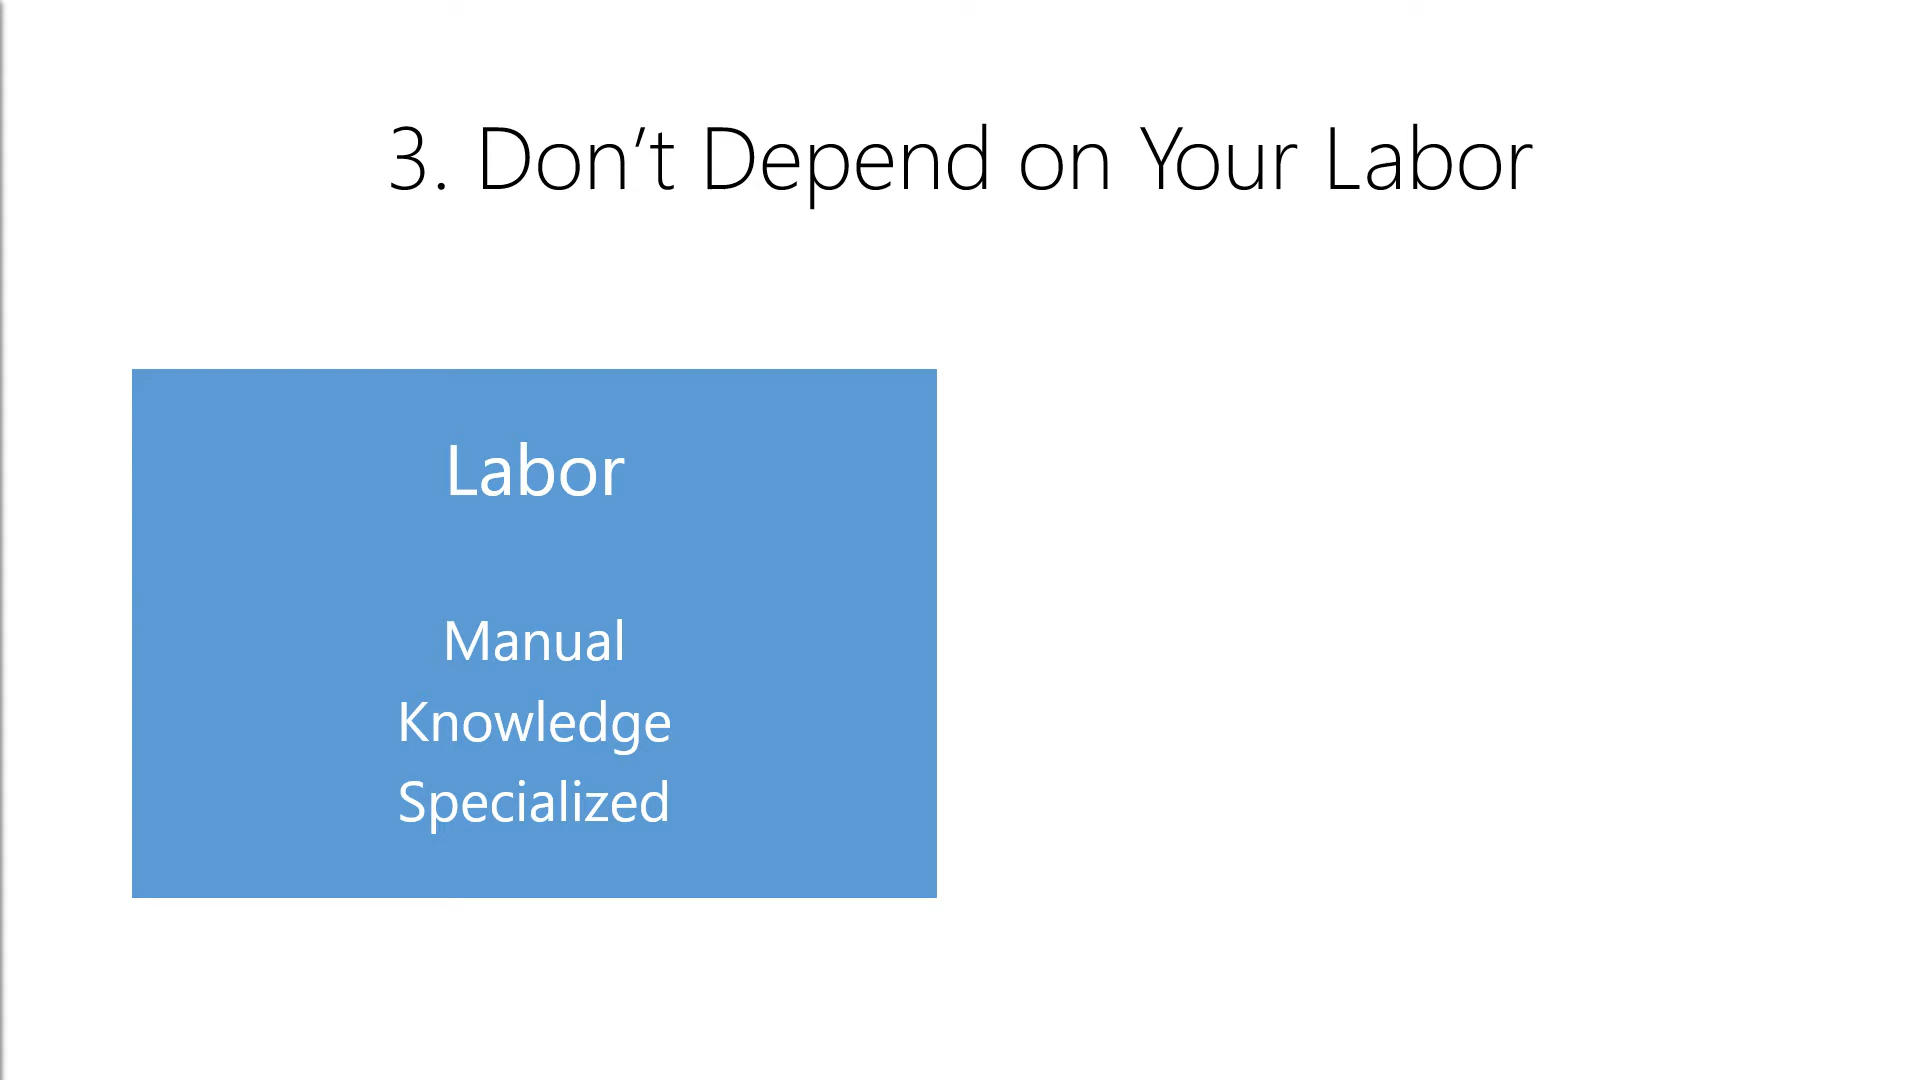 3. Don’t Depend on Your Labor
Labor
Manual
Knowledge
Specialized